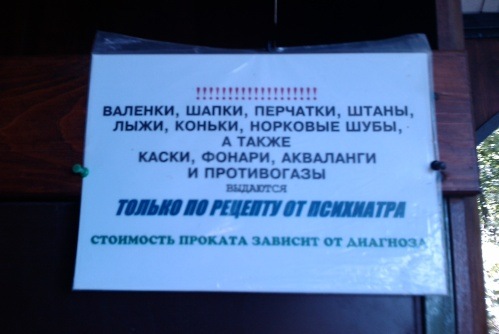 !!!!!!!!!!!!!!!!!!!
ВАЛЕНКИ, ШАПКИ, ПЕРЧАТКИ, ШТАНЫ,
ЛЫЖИ, КОНЬКИ, НОРКОВЫЕ ШУБЫ,
А ТАКЖЕ
КАСКИ, ФОНАРИ, АКВАЛАНГИ
И ПРОТИВОГАЗЫ
ВЫДАЮТСЯ
ТОЛЬКО ПО РЕЦЕПТУ ОТ ПСИХИАТРА
СТОИМОСТЬ ПРОКАТА ЗАВИСИТ ОТ ДИАГНОЗА